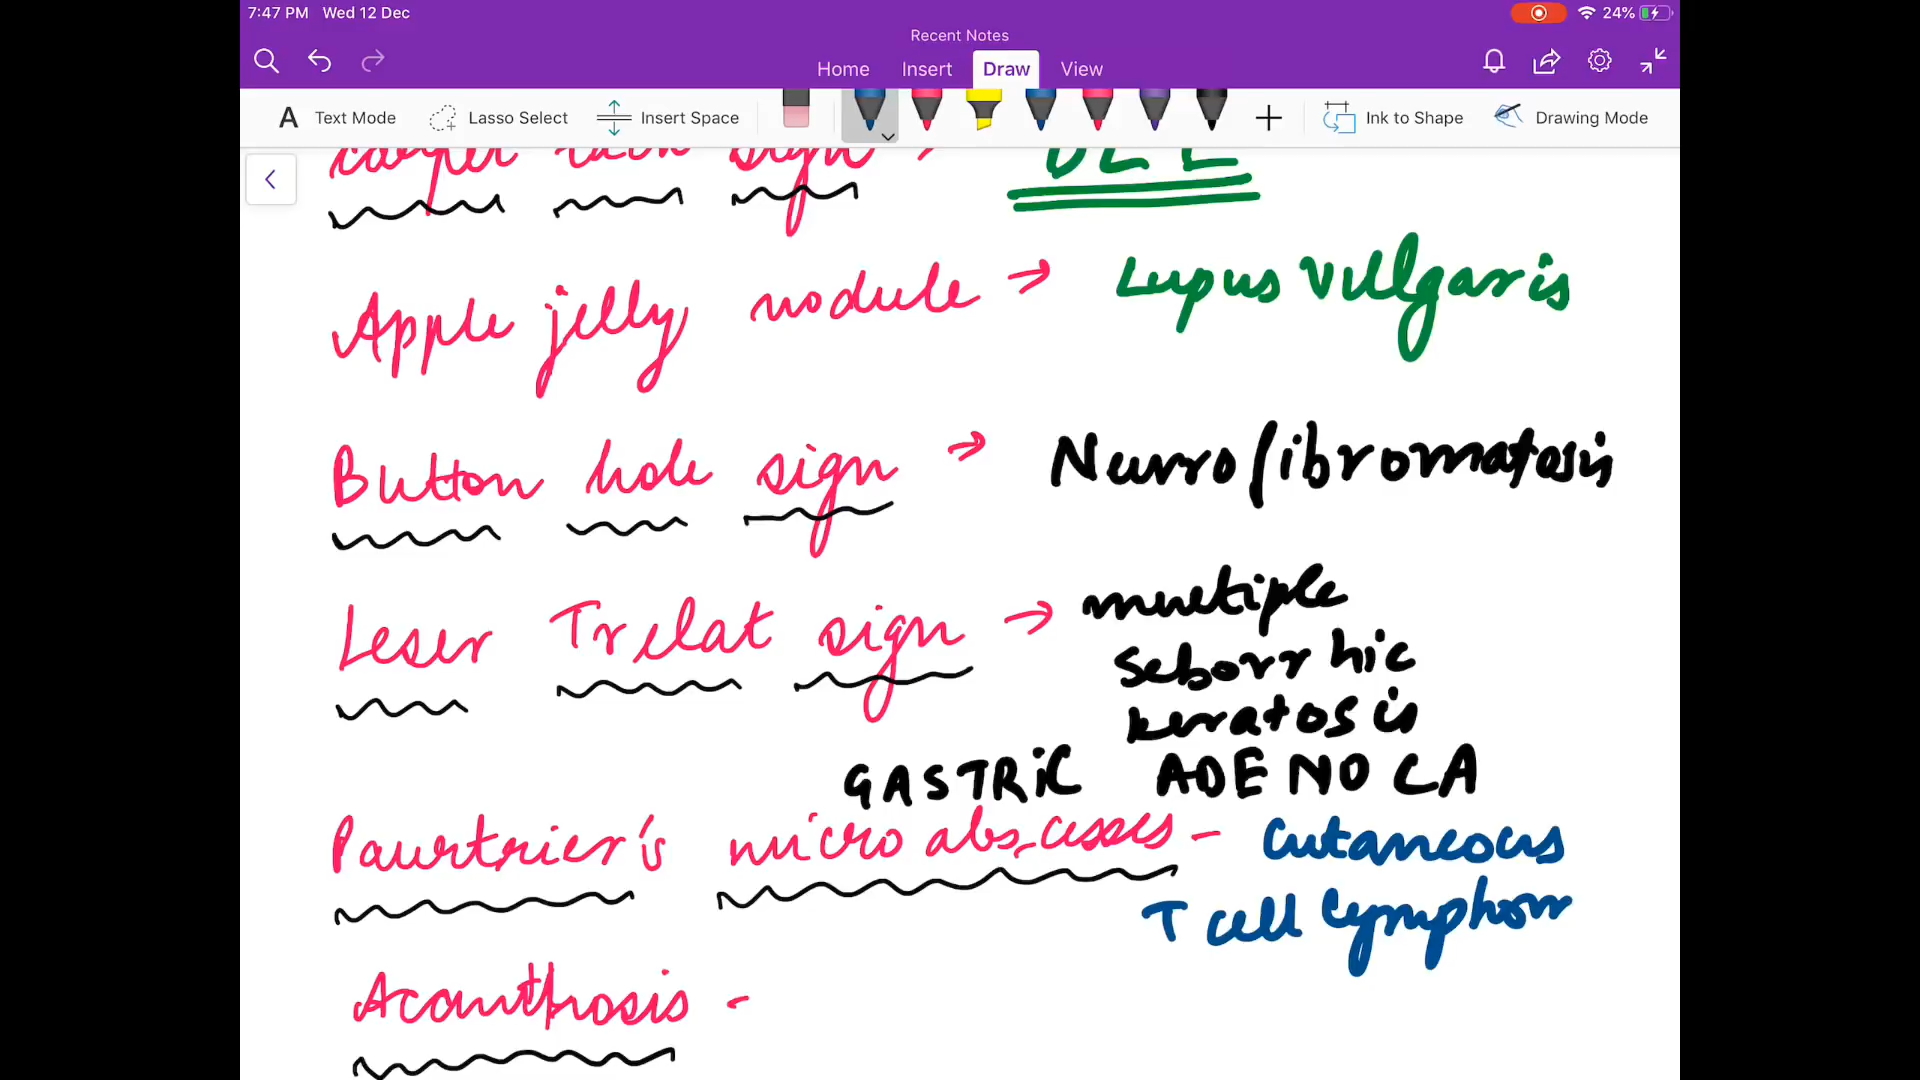 7:47 PM Wed 12 Dec
24%
Recent Notes
Home Insert Draw View
A Text Mode Lasso Select Insert Space Ink to Shape Drawing Mode
sign
Apple jelly nodule → Lupus vulgaris
Button hole sign → Neurofibromatosis
Leser Trelat sign → multiple
seborrhic
keratosis
GASTRIC ADENO CA
Paurtrier's micro abscesses - Cutaneous
T cell lymphom
Acanthosis -